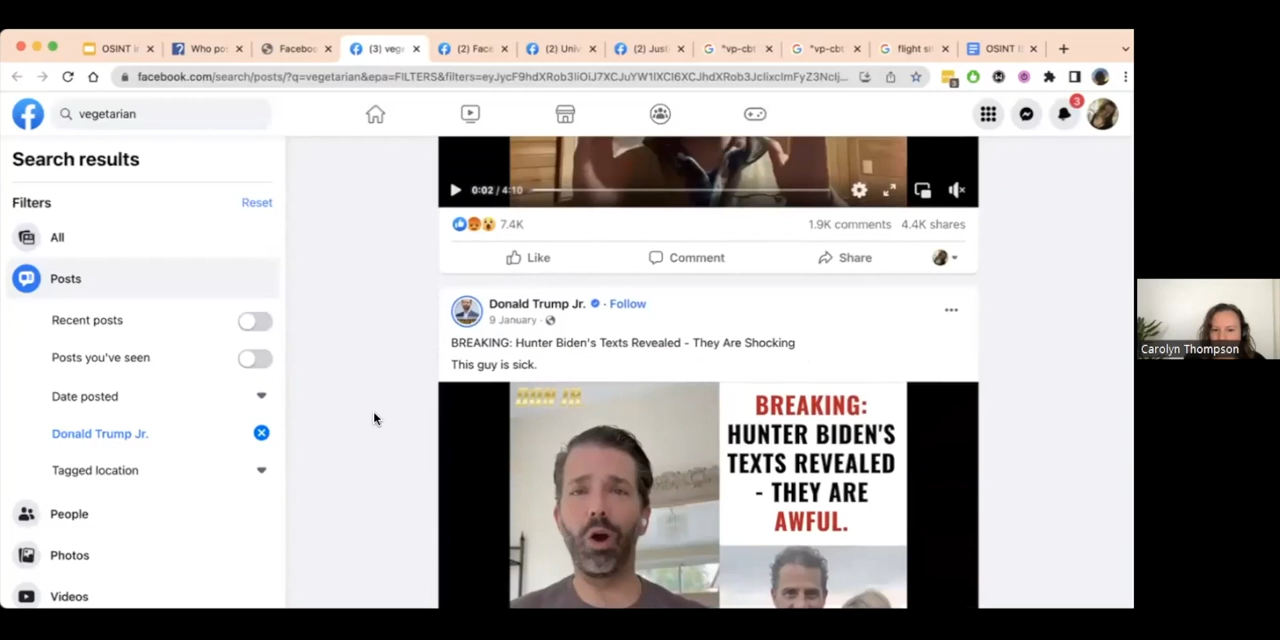 OSINT i
Who po
Faceboo
(3) vege
(2) Face
(2) Univ
(2) Just
"vp-cbt
"vp-cbt
flight si
OSINT
facebook.com/search/posts/?q=vegetarian&epa=FILTERS&filters=
3
vegetarian
3
Search results
Filters
Reset
All
Posts
Recent posts
Posts you've seen
Date posted
Donald Trump Jr.
Tagged location
People
Photos
Videos
0:02 / 4:10
7.4K
1.9K comments 4.4K shares
Like
Comment
Share
Donald Trump Jr. · Follow
9 January ·
BREAKING: Hunter Biden's Texts Revealed - They Are Shocking
This guy is sick.
BREAKING:
HUNTER BIDEN'S
TEXTS REVEALED
- THEY ARE
AWFUL.
Carolyn Thompson